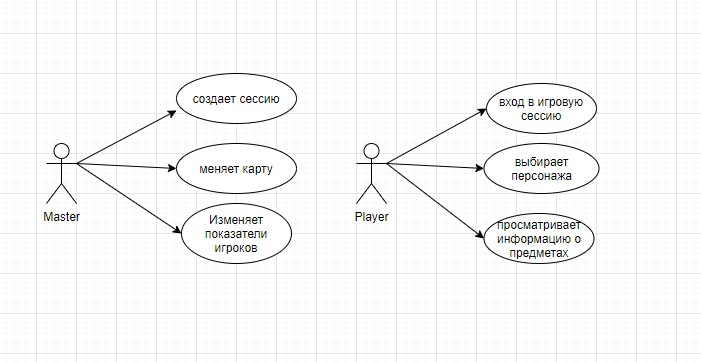 создает сессию
меняет карту
Изменяет
показатели
игроков
Master
вход в игровую
сессию
выбирает
персонажа
просматривает
информацию о
предметах
Player